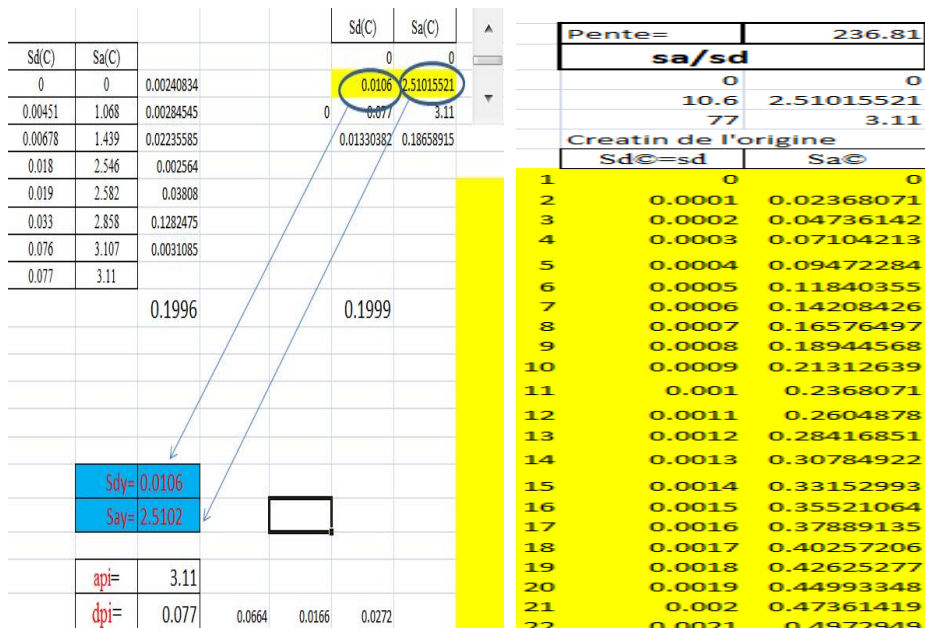 Sd(C) Sa(C)
0 0
Sd(C) Sa(C)
0 0 0.00240834 0.0106 2.51015521
0.00451 1.068 0.00284545 0 0.077 3.11
0.00678 1.439 0.02235585 0.01330382 0.18658915
0.018 2.546 0.002564
0.019 2.582 0.03808
0.033 2.858 0.1282475
0.076 3.107 0.0031085
0.077 3.11
0.1996 0.1999
Sdy= 0.0106
Say= 2.5102
api= 3.11
dpi= 0.077 0.0664 0.0166 0.0272
Pente= 236.81
sa/sd
0 0
10.6 2.51015521
77 3.11
Creatin de l'origine
Sd©=sd Sa©
1 0 0
2 0.0001 0.02368071
3 0.0002 0.04736142
4 0.0003 0.07104213
5 0.0004 0.09472284
6 0.0005 0.11840355
7 0.0006 0.14208426
8 0.0007 0.16576497
9 0.0008 0.18944568
10 0.0009 0.21312639
11 0.001 0.2368071
12 0.0011 0.2604878
13 0.0012 0.28416851
14 0.0013 0.30784922
15 0.0014 0.33152993
16 0.0015 0.35521064
17 0.0016 0.37889135
18 0.0017 0.40257206
19 0.0018 0.42625277
20 0.0019 0.44993348
21 0.002 0.47361419
22 0.0021 0.4972949